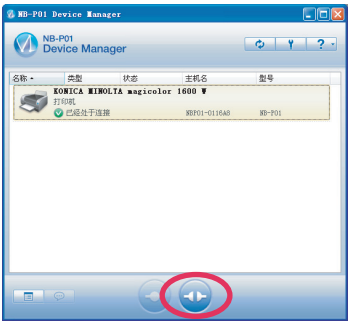 NB-P01 Device Manager
NB-P01
Device Manager
?
名称 类型 状态 主机名 型号
KONICA MINOLTA magicolor 1600 W
打印机
已经处于连接 NBP01-0116A8 NB-P01